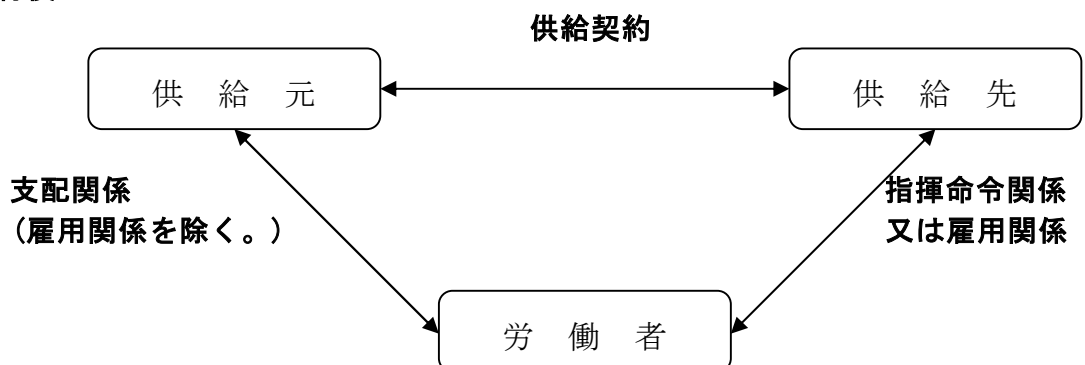 供給契約
供 給 元
供 給 先
支配関係
(雇用関係を除く。)
指揮命令関係
又は雇用関係
労 働 者